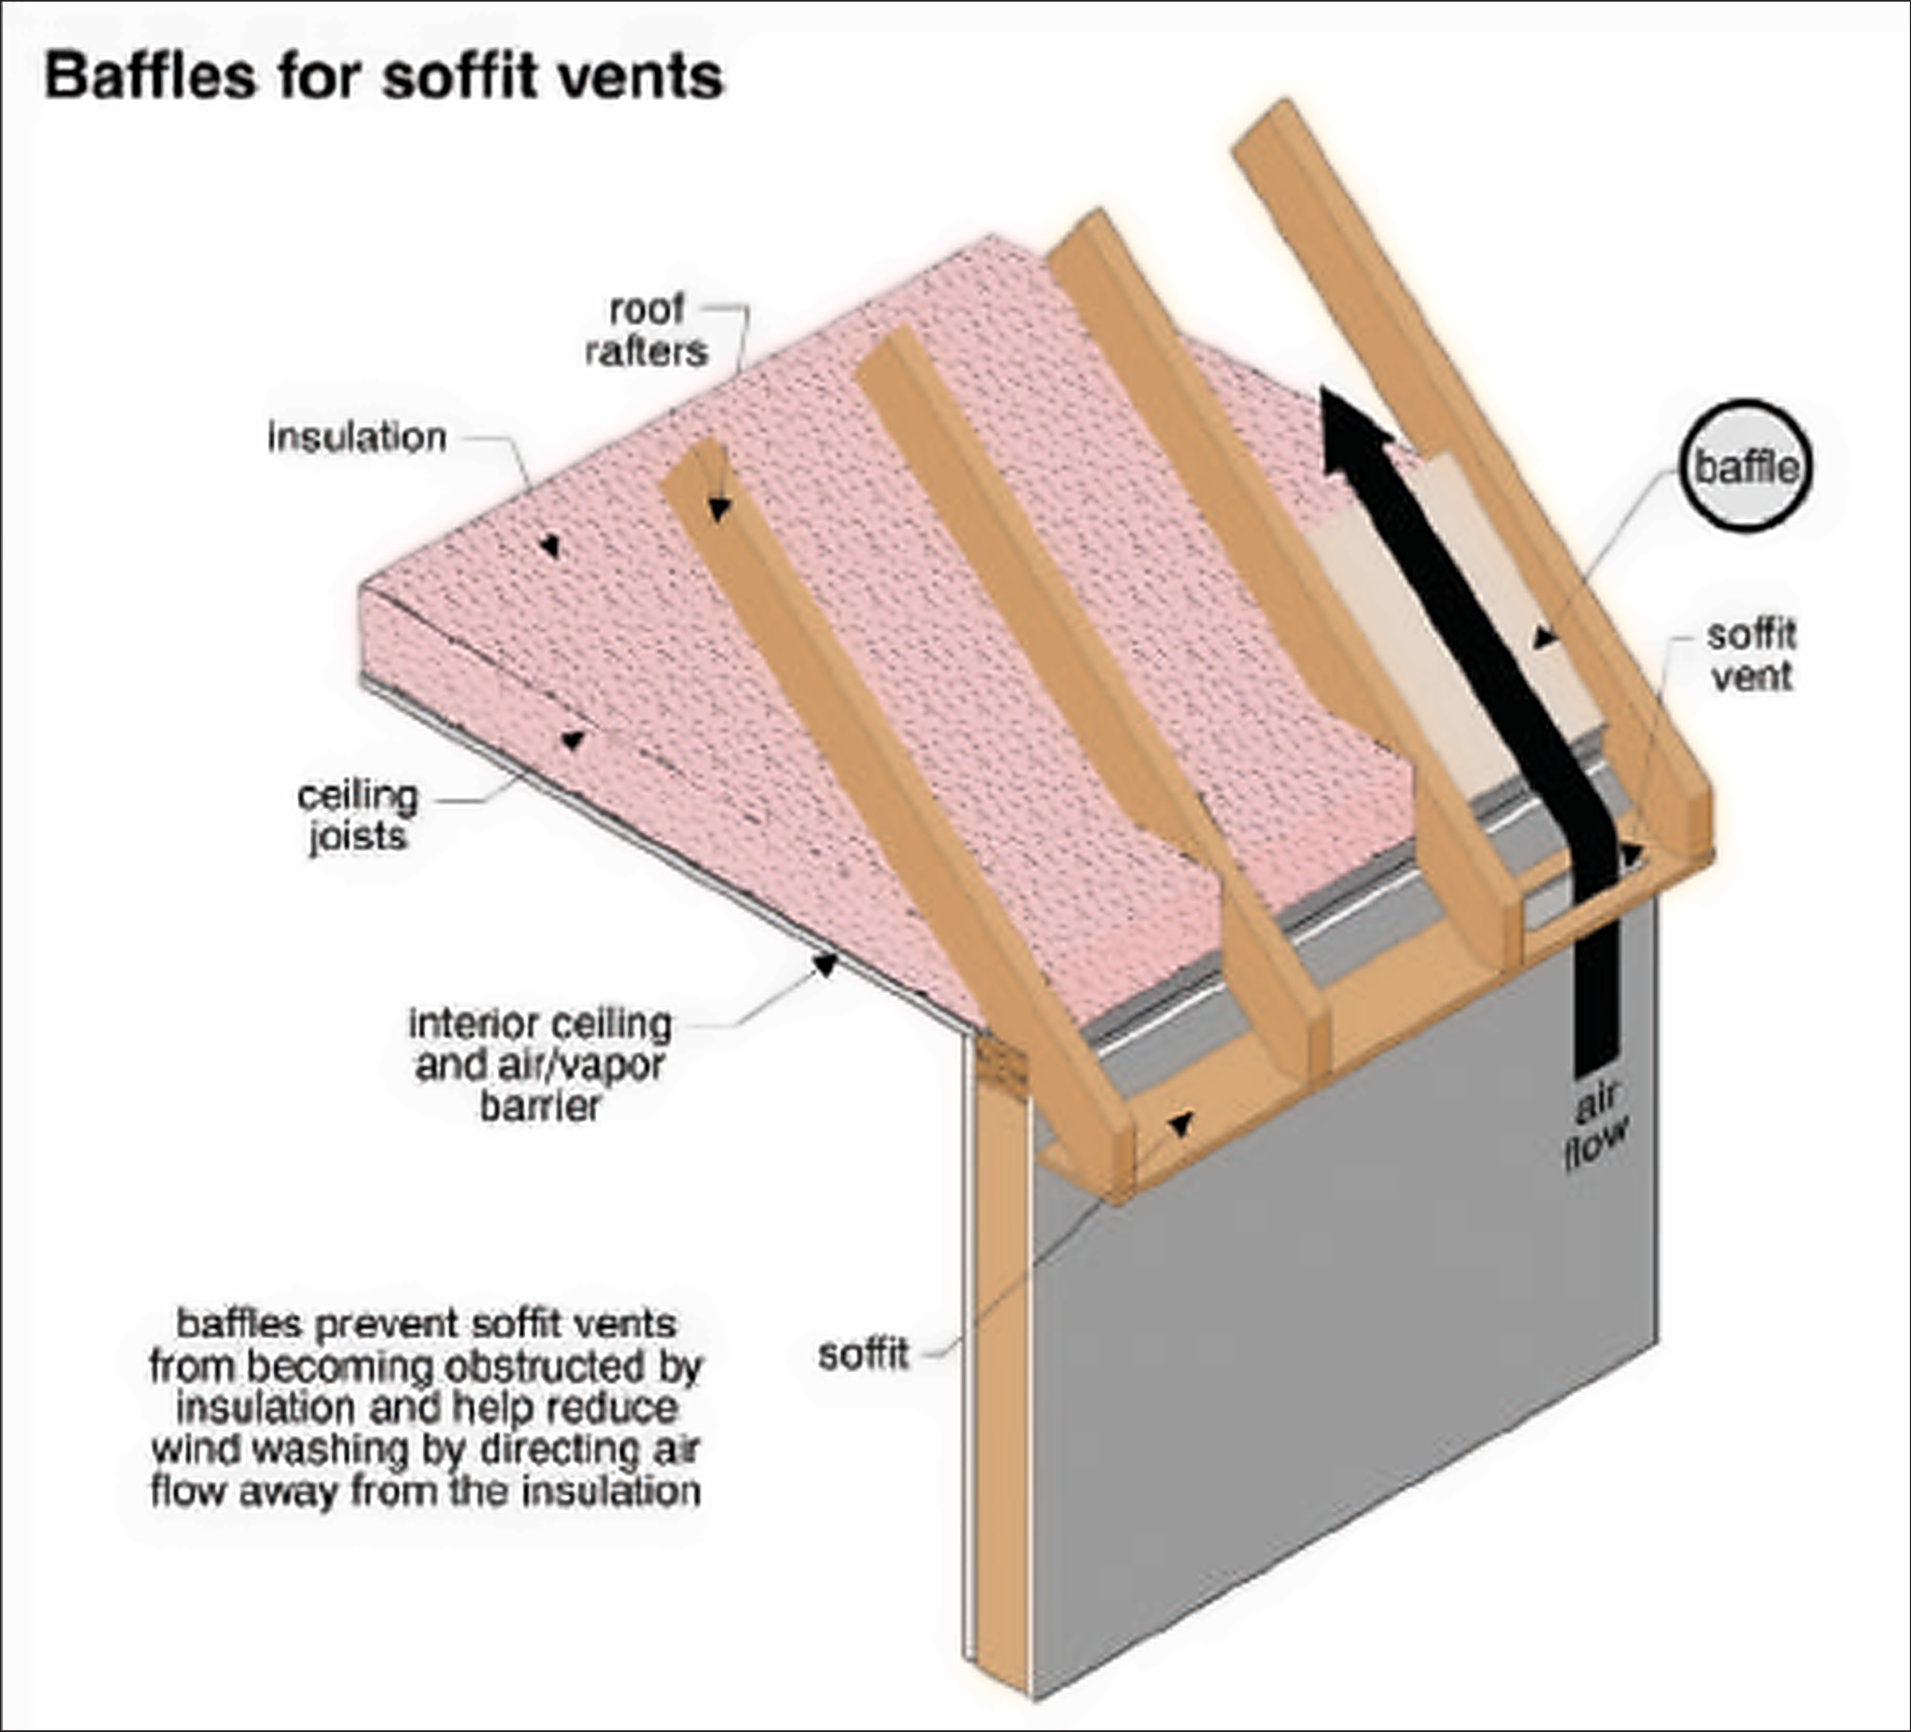 Baffles for soffit vents
roof
rafters
insulation
baffle
soffit
vent
ceiling
joists
interior ceiling
and air/vapor
barrier
air
flow
soffit
baffles prevent soffit vents
from becoming obstructed by
insulation and help reduce
wind washing by directing air
flow away from the insulation